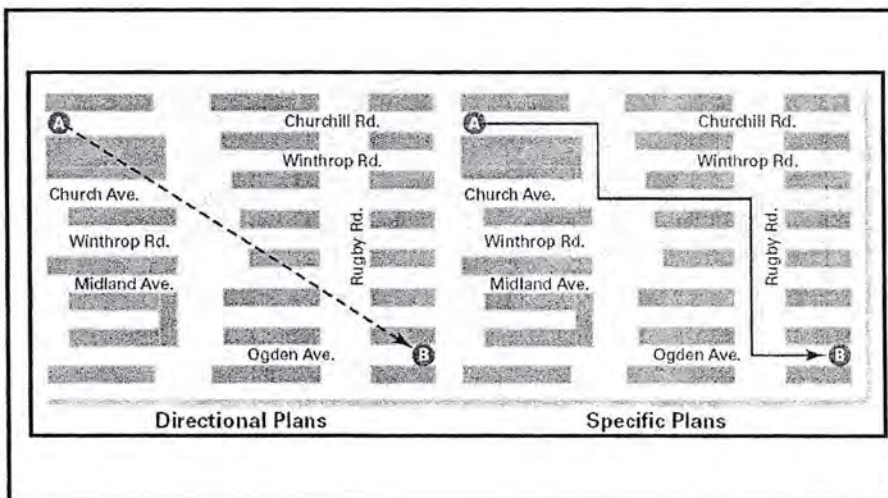 A
Churchill Rd.
Winthrop Rd.
Church Ave.
Winthrop Rd.
Rugby Rd.
Midland Ave.
Ogden Ave.
B
Directional Plans
A
Churchill Rd.
Winthrop Rd.
Church Ave.
Winthrop Rd.
Rugby Rd.
Midland Ave.
Ogden Ave.
B
Specific Plans